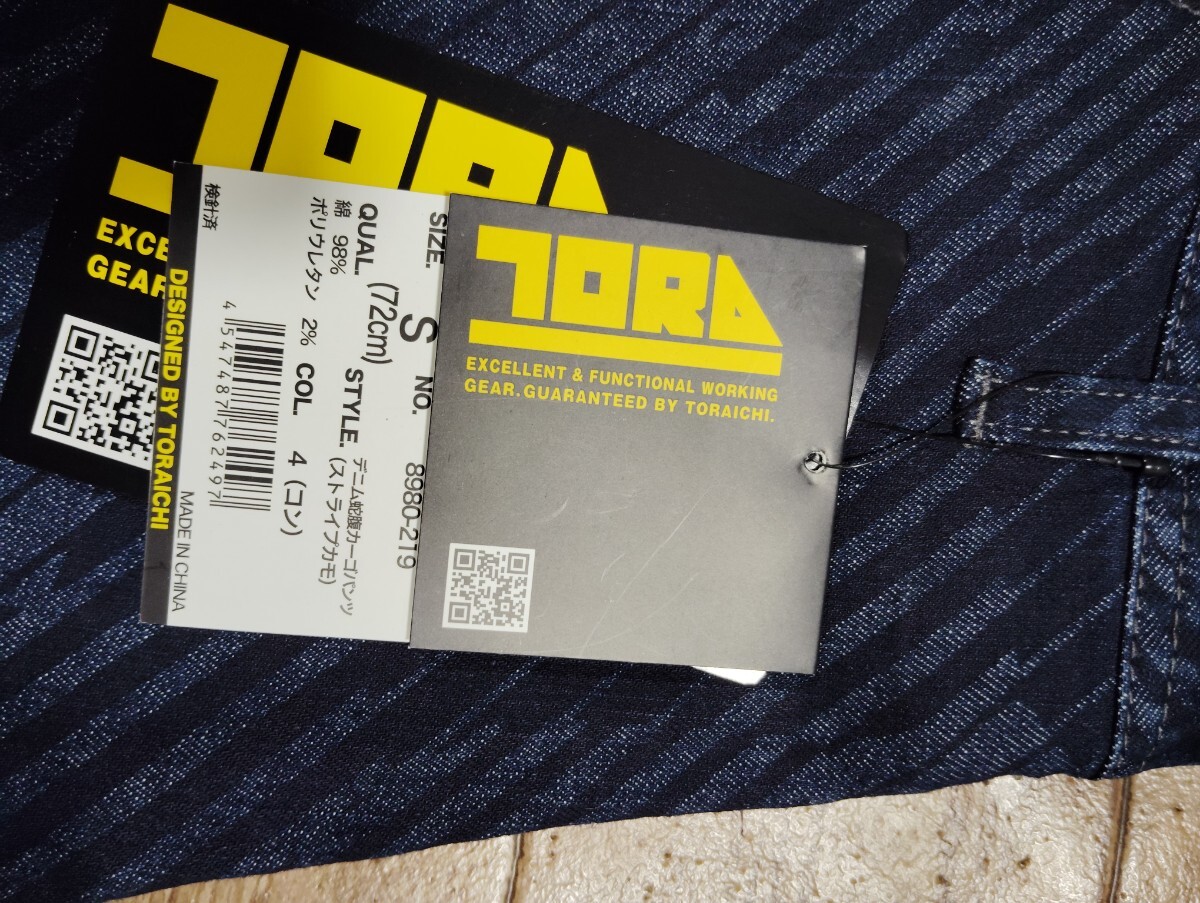 TORA
EXCELLENT & FUNCTIONAL WORKING
GEAR. GUARANTEED BY TORAICHI.
SIZE. S NO. 8980-219
(72cm) STYLE. デニム蛇腹カーゴパンツ
(ストライプカモ)
QUAL.
綿 98%
ポリウレタン 2% COL. 4 (コン)
4547487762497
検針済
MADE IN CHINA
DESIGNED BY TORAICHI
TORA
EXCE
GEAR